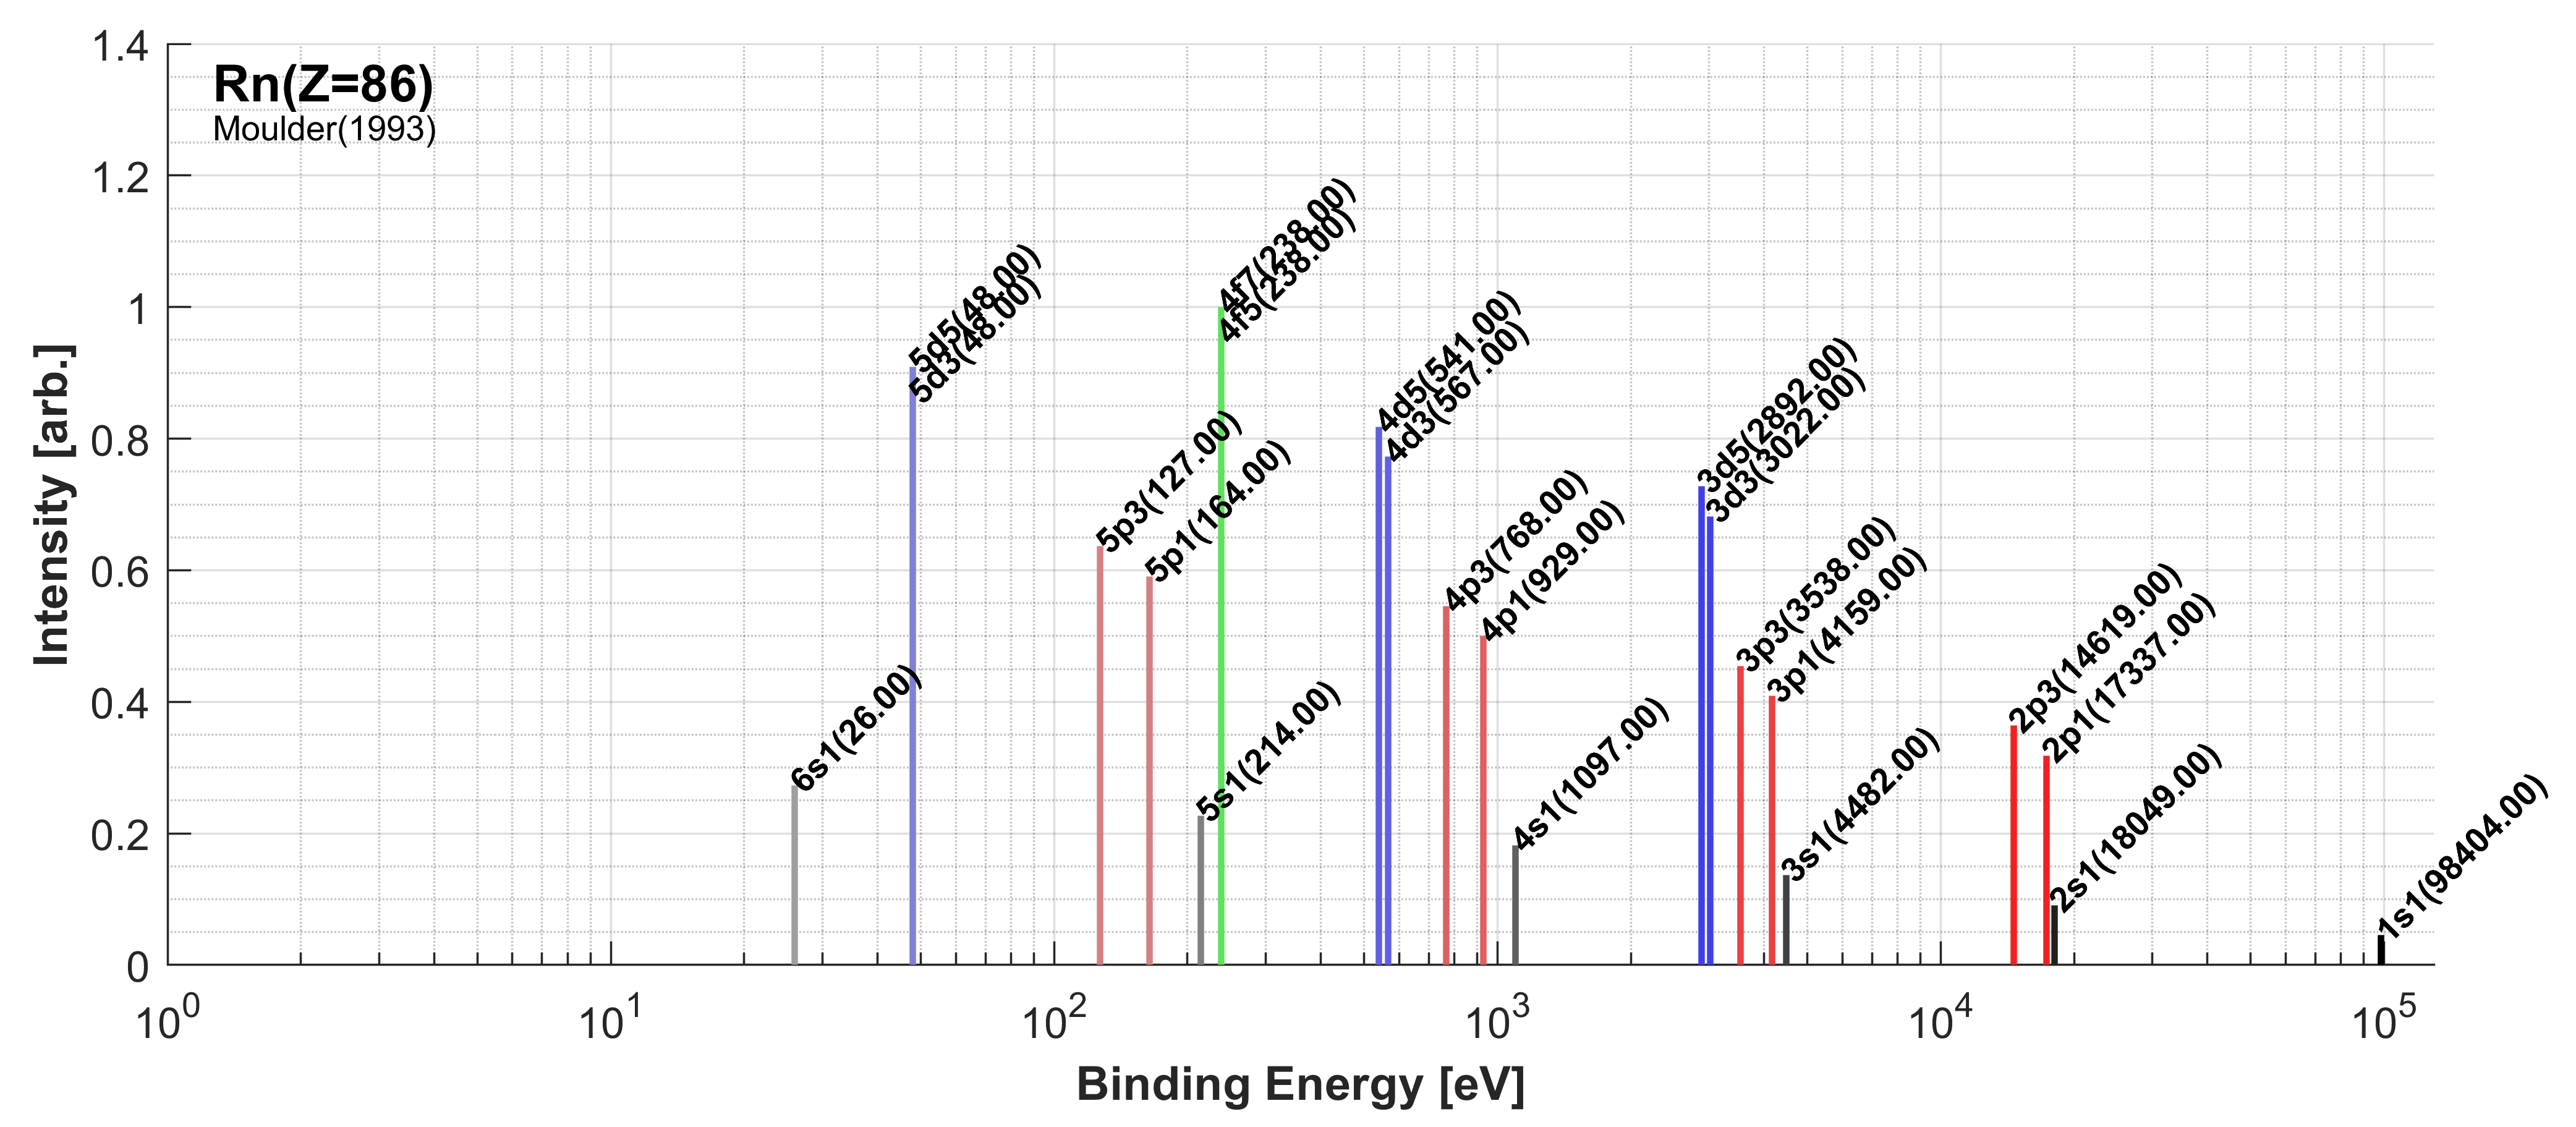 Rn(Z=86)
Moulder(1993)
Intensity [arb.]
1.4
1.2
1
0.8
0.6
0.4
0.2
0
6s1(26.00)
5d5(48.00)
5d3(48.00)
5p3(127.00)
5p1(164.00)
5s1(214.00)
4f7(238.00)
4f5(238.00)
4d5(541.00)
4d3(567.00)
4p3(768.00)
4p1(929.00)
4s1(1097.00)
3d5(2892.00)
3d3(3022.00)
3p3(3538.00)
3p1(4159.00)
3s1(4482.00)
2p3(14619.00)
2p1(17337.00)
2s1(18049.00)
1s1(98404.00)
10^0 10^1 10^2 10^3 10^4 10^5
Binding Energy [eV]